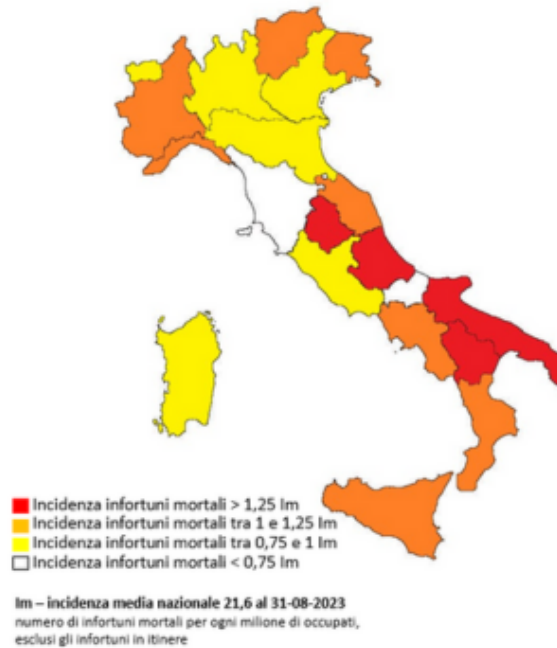 Incidenza infortuni mortali > 1,25 Im
Incidenza infortuni mortali tra 1 e 1,25 Im
Incidenza infortuni mortali tra 0,75 e 1 Im
Incidenza infortuni mortali < 0,75 Im
Im – incidenza media nazionale 21,6 al 31-08-2023
numero di infortuni mortali per ogni milione di occupati,
esclusi gli infortuni in itinere